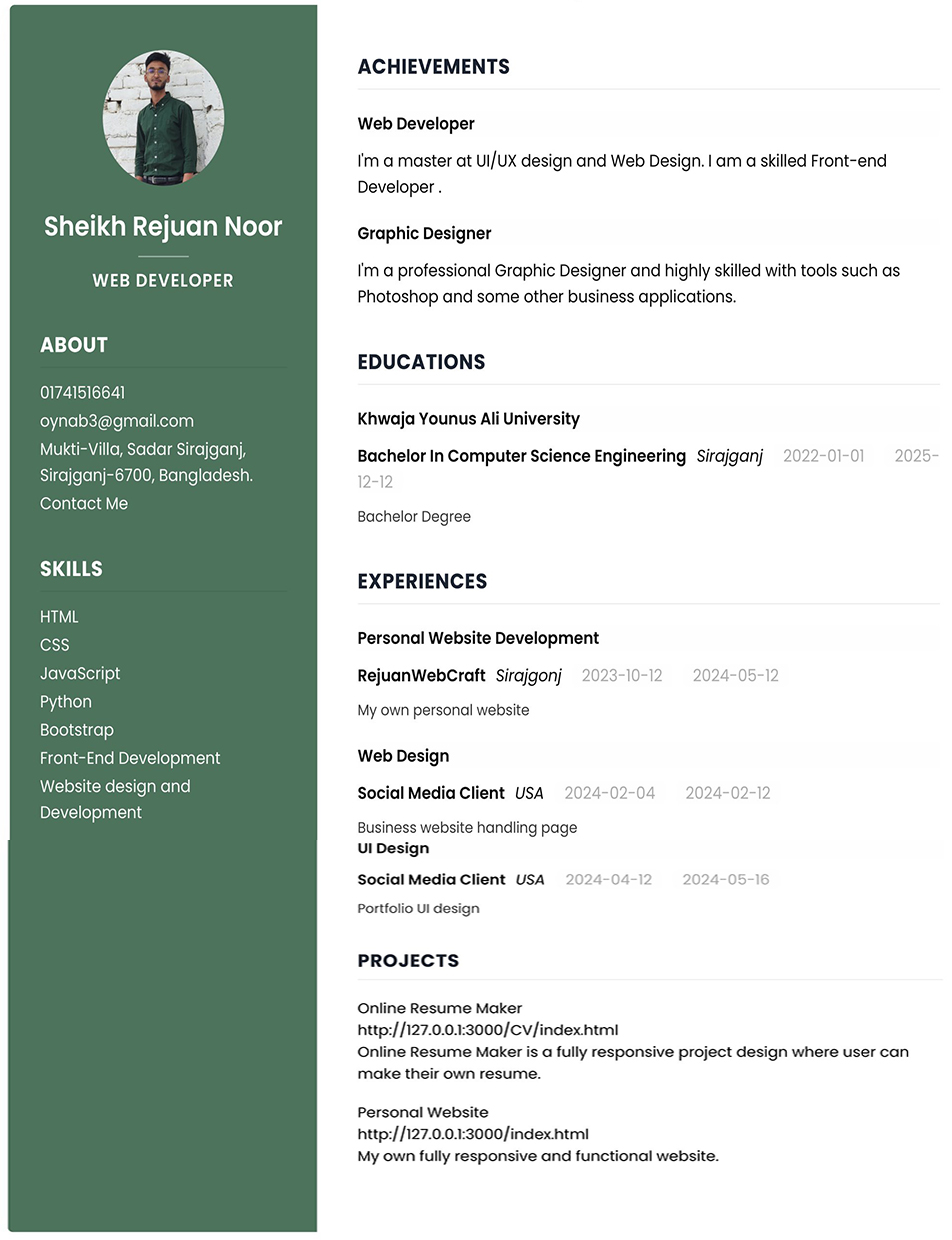 Sheikh Rejuan Noor
WEB DEVELOPER
ABOUT
01741516641
oynab3@gmail.com
Mukti-Villa, Sadar Sirajganj,
Sirajganj-6700, Bangladesh.
Contact Me
SKILLS
HTML
CSS
JavaScript
Python
Bootstrap
Front-End Development
Website design and
Development
ACHIEVEMENTS
Web Developer
I'm a master at UI/UX design and Web Design. I am a skilled Front-end
Developer .
Graphic Designer
I'm a professional Graphic Designer and highly skilled with tools such as
Photoshop and some other business applications.
EDUCATIONS
Khwaja Younus Ali University
Bachelor In Computer Science Engineering Sirajganj 2022-01-01 2025-
12-12
Bachelor Degree
EXPERIENCES
Personal Website Development
RejuanWebCraft Sirajgonj 2023-10-12 2024-05-12
My own personal website
Web Design
Social Media Client USA 2024-02-04 2024-02-12
Business website handling page
UI Design
Social Media Client USA 2024-04-12 2024-05-16
Portfolio UI design
PROJECTS
Online Resume Maker
http://127.0.0.1:3000/CV/index.html
Online Resume Maker is a fully responsive project design where user can
make their own resume.
Personal Website
http://127.0.0.1:3000/index.html
My own fully responsive and functional website.